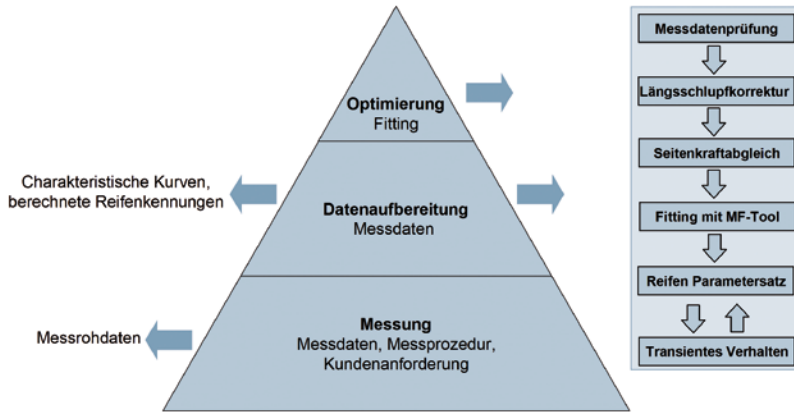 Optimierung
Fitting
Charakteristische Kurven,
berechnete Reifenkennungen
Datenaufbereitung
Messdaten
Messrohdaten
Messung
Messdaten, Messprozedur,
Kundenanforderung
Messdatenprüfung
Längsschlupfkorrektur
Seitenkraftabgleich
Fitting mit MF-Tool
Reifen Parametersatz
Transientes Verhalten